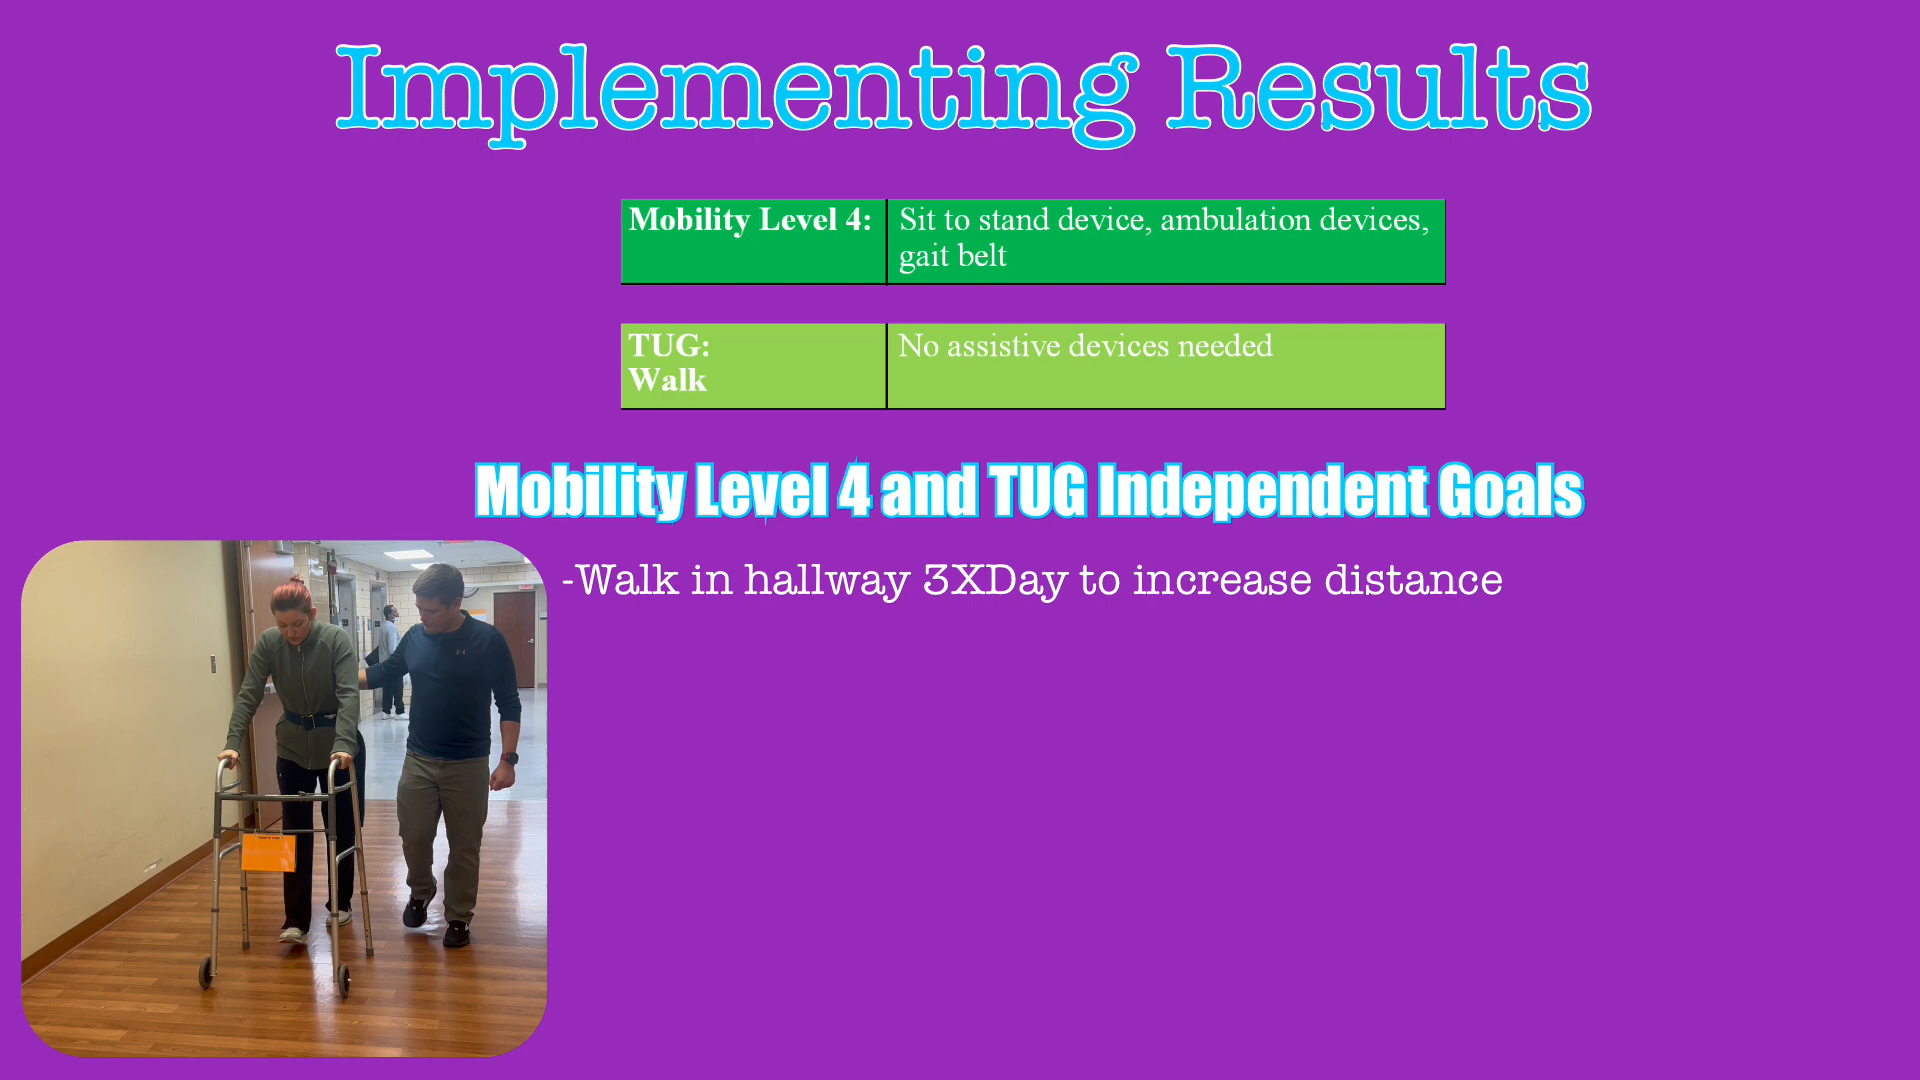 Implementing Results
Mobility Level 4: Sit to stand device, ambulation devices,
gait belt
TUG: No assistive devices needed
Walk
Mobility Level 4 and TUG Independent Goals
-Walk in hallway 3XDay to increase distance